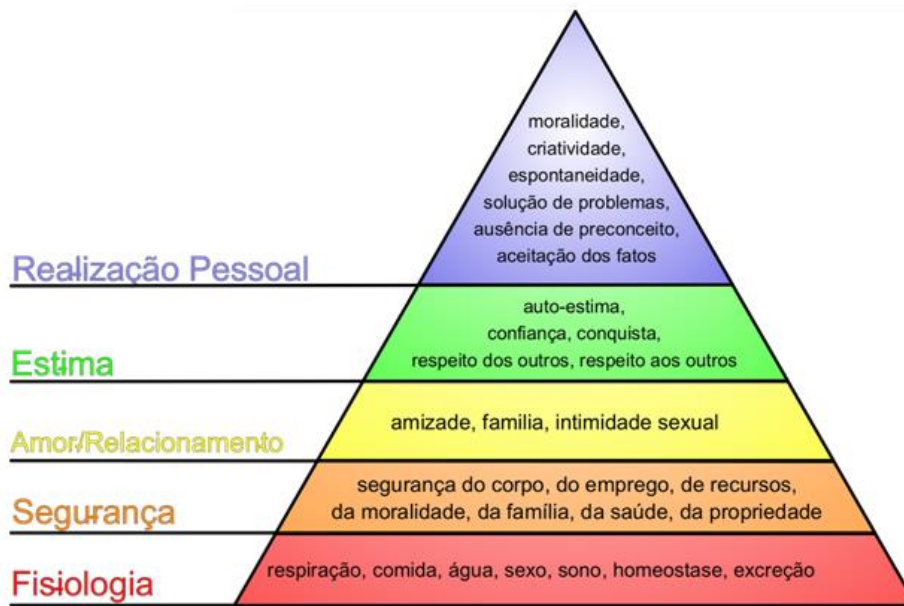 moralidade,
criatividade,
espontaneidade,
solução de problemas,
ausência de preconceito,
aceitação dos fatos
Realização Pessoal
auto-estima,
confiança, conquista,
respeito dos outros, respeito aos outros
Estima
amizade, familia, intimidade sexual
Amor/Relacionamento
segurança do corpo, do emprego, de recursos,
da moralidade, da família, da saúde, da propriedade
Segurança
respiração, comida, água, sexo, sono, homeostase, excreção
Fisiologia